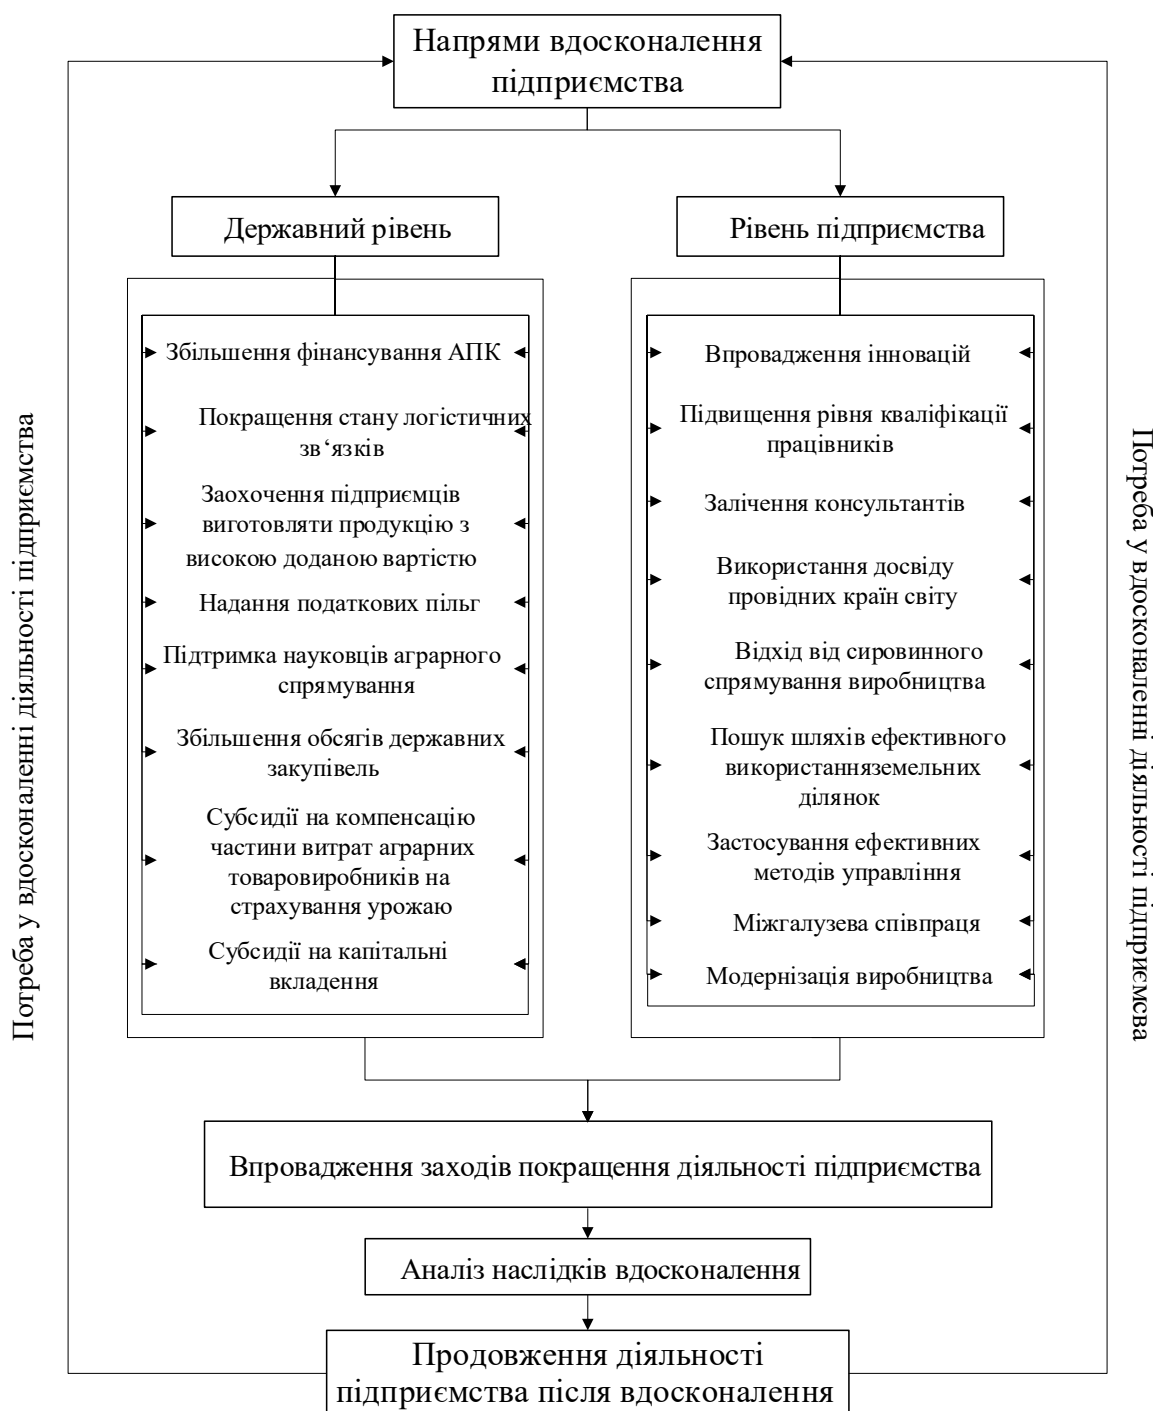 Напрями вдосконалення
підприємства
Державний рівень
Збільшення фінансування АПК
Покращення стану логістичних
зв‘язків
Заохочення підприємців
виготовляти продукцію з
високою доданою вартістю
Надання податкових пільг
Підтримка науковців аграрного
спрямування
Збільшення обсягів державних
закупівель
Субсидії на компенсацію
частини витрат аграрних
товаровиробників на
страхування урожаю
Субсидії на капітальні
вкладення
Рівень підприємства
Впровадження інновацій
Підвищення рівня кваліфікації
працівників
Залічення консультантів
Використання досвіду
провідних країн світу
Відхід від сировинного
спрямування виробництва
Пошук шляхів ефективного
використанняземельних
ділянок
Застосування ефективних
методів управління
Міжгалузева співпраця
Модернізація виробництва
Впровадження заходів покращення діяльності підприємства
Аналіз наслідків вдосконалення
Продовження діяльності
підприємства після вдосконалення
Потреба у вдосконаленні діяльності підприємства
Потреба у вдосконаленні діяльності підприємсва